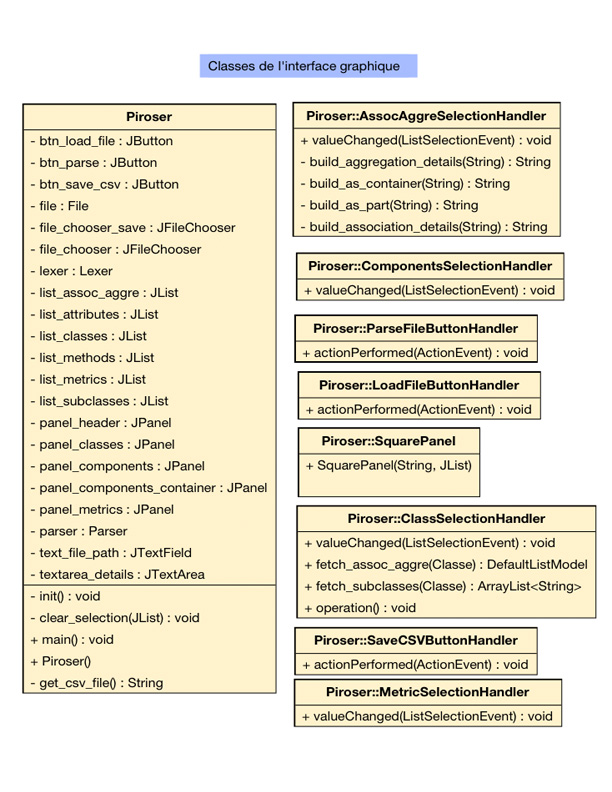 Classes de l'interface graphique
Piroser
- btn_load_file : JButton
- btn_parse : JButton
- btn_save_csv : JButton
- file : File
- file_chooser_save : JFileChooser
- file_chooser : JFileChooser
- lexer : Lexer
- list_assoc_aggre : JList
- list_attributes : JList
- list_classes : JList
- list_methods : JList
- list_metrics : JList
- list_subclasses : JList
- panel_header : JPanel
- panel_classes : JPanel
- panel_components : JPanel
- panel_components_container : JPanel
- panel_metrics : JPanel
- parser : Parser
- text_file_path : JTextField
- textarea_details : JTextArea
- init() : void
- clear_selection(JList) : void
+ main() : void
+ Piroser()
- get_csv_file() : String
Piroser::AssocAggreSelectionHandler
+ valueChanged(ListSelectionEvent) : void
- build_aggregation_details(String) : String
- build_as_container(String) : String
- build_as_part(String) : String
- build_association_details(String) : String
Piroser::ComponentsSelectionHandler
+ valueChanged(ListSelectionEvent) : void
Piroser::ParseFileButtonHandler
+ actionPerformed(ActionEvent) : void
Piroser::LoadFileButtonHandler
+ actionPerformed(ActionEvent) : void
Piroser::SquarePanel
+ SquarePanel(String, JList)
Piroser::ClassSelectionHandler
+ valueChanged(ListSelectionEvent) : void
+ fetch_assoc_aggre(Classe) : DefaultListModel
+ fetch_subclasses(Classe) : ArrayList<String>
+ operation() : void
Piroser::SaveCSVButtonHandler
+ actionPerformed(ActionEvent) : void
Piroser::MetricSelectionHandler
+ valueChanged(ListSelectionEvent) : void